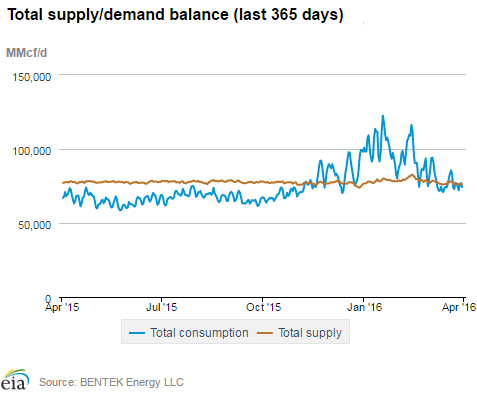 Total supply/demand balance (last 365 days)
MMcf/d
150,000
100,000
50,000
0
Apr '15 Jul '15 Oct '15 Jan '16 Apr '16
Total consumption Total supply
eia Source: BENTEK Energy LLC